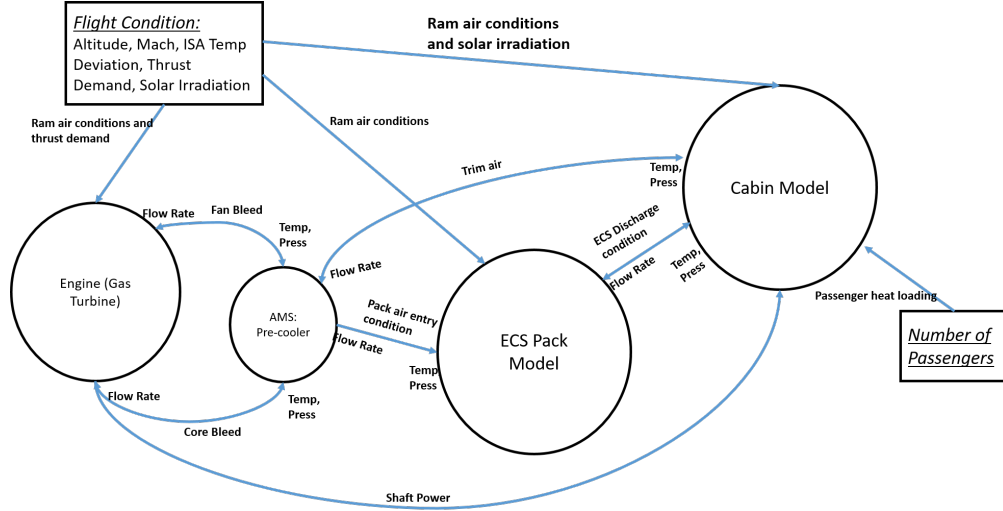 Flight Condition:
Altitude, Mach, ISA Temp
Deviation, Thrust
Demand, Solar Irradiation
Ram air conditions
and solar irradiation
Ram air conditions and
thrust demand
Ram air conditions
Trim air
Temp,
Press
Cabin Model
Flow Rate
Fan Bleed
Temp,
Press
ECS Discharge
condition
Flow Rate
Temp,
Press
Engine (Gas
Turbine)
Flow Rate
AMS:
Pre-cooler
Pack air entry
condition
Flow Rate
Temp
Press
ECS Pack
Model
Passenger heat loading
Number of
Passengers
Flow Rate
Core Bleed
Temp,
Press
Shaft Power